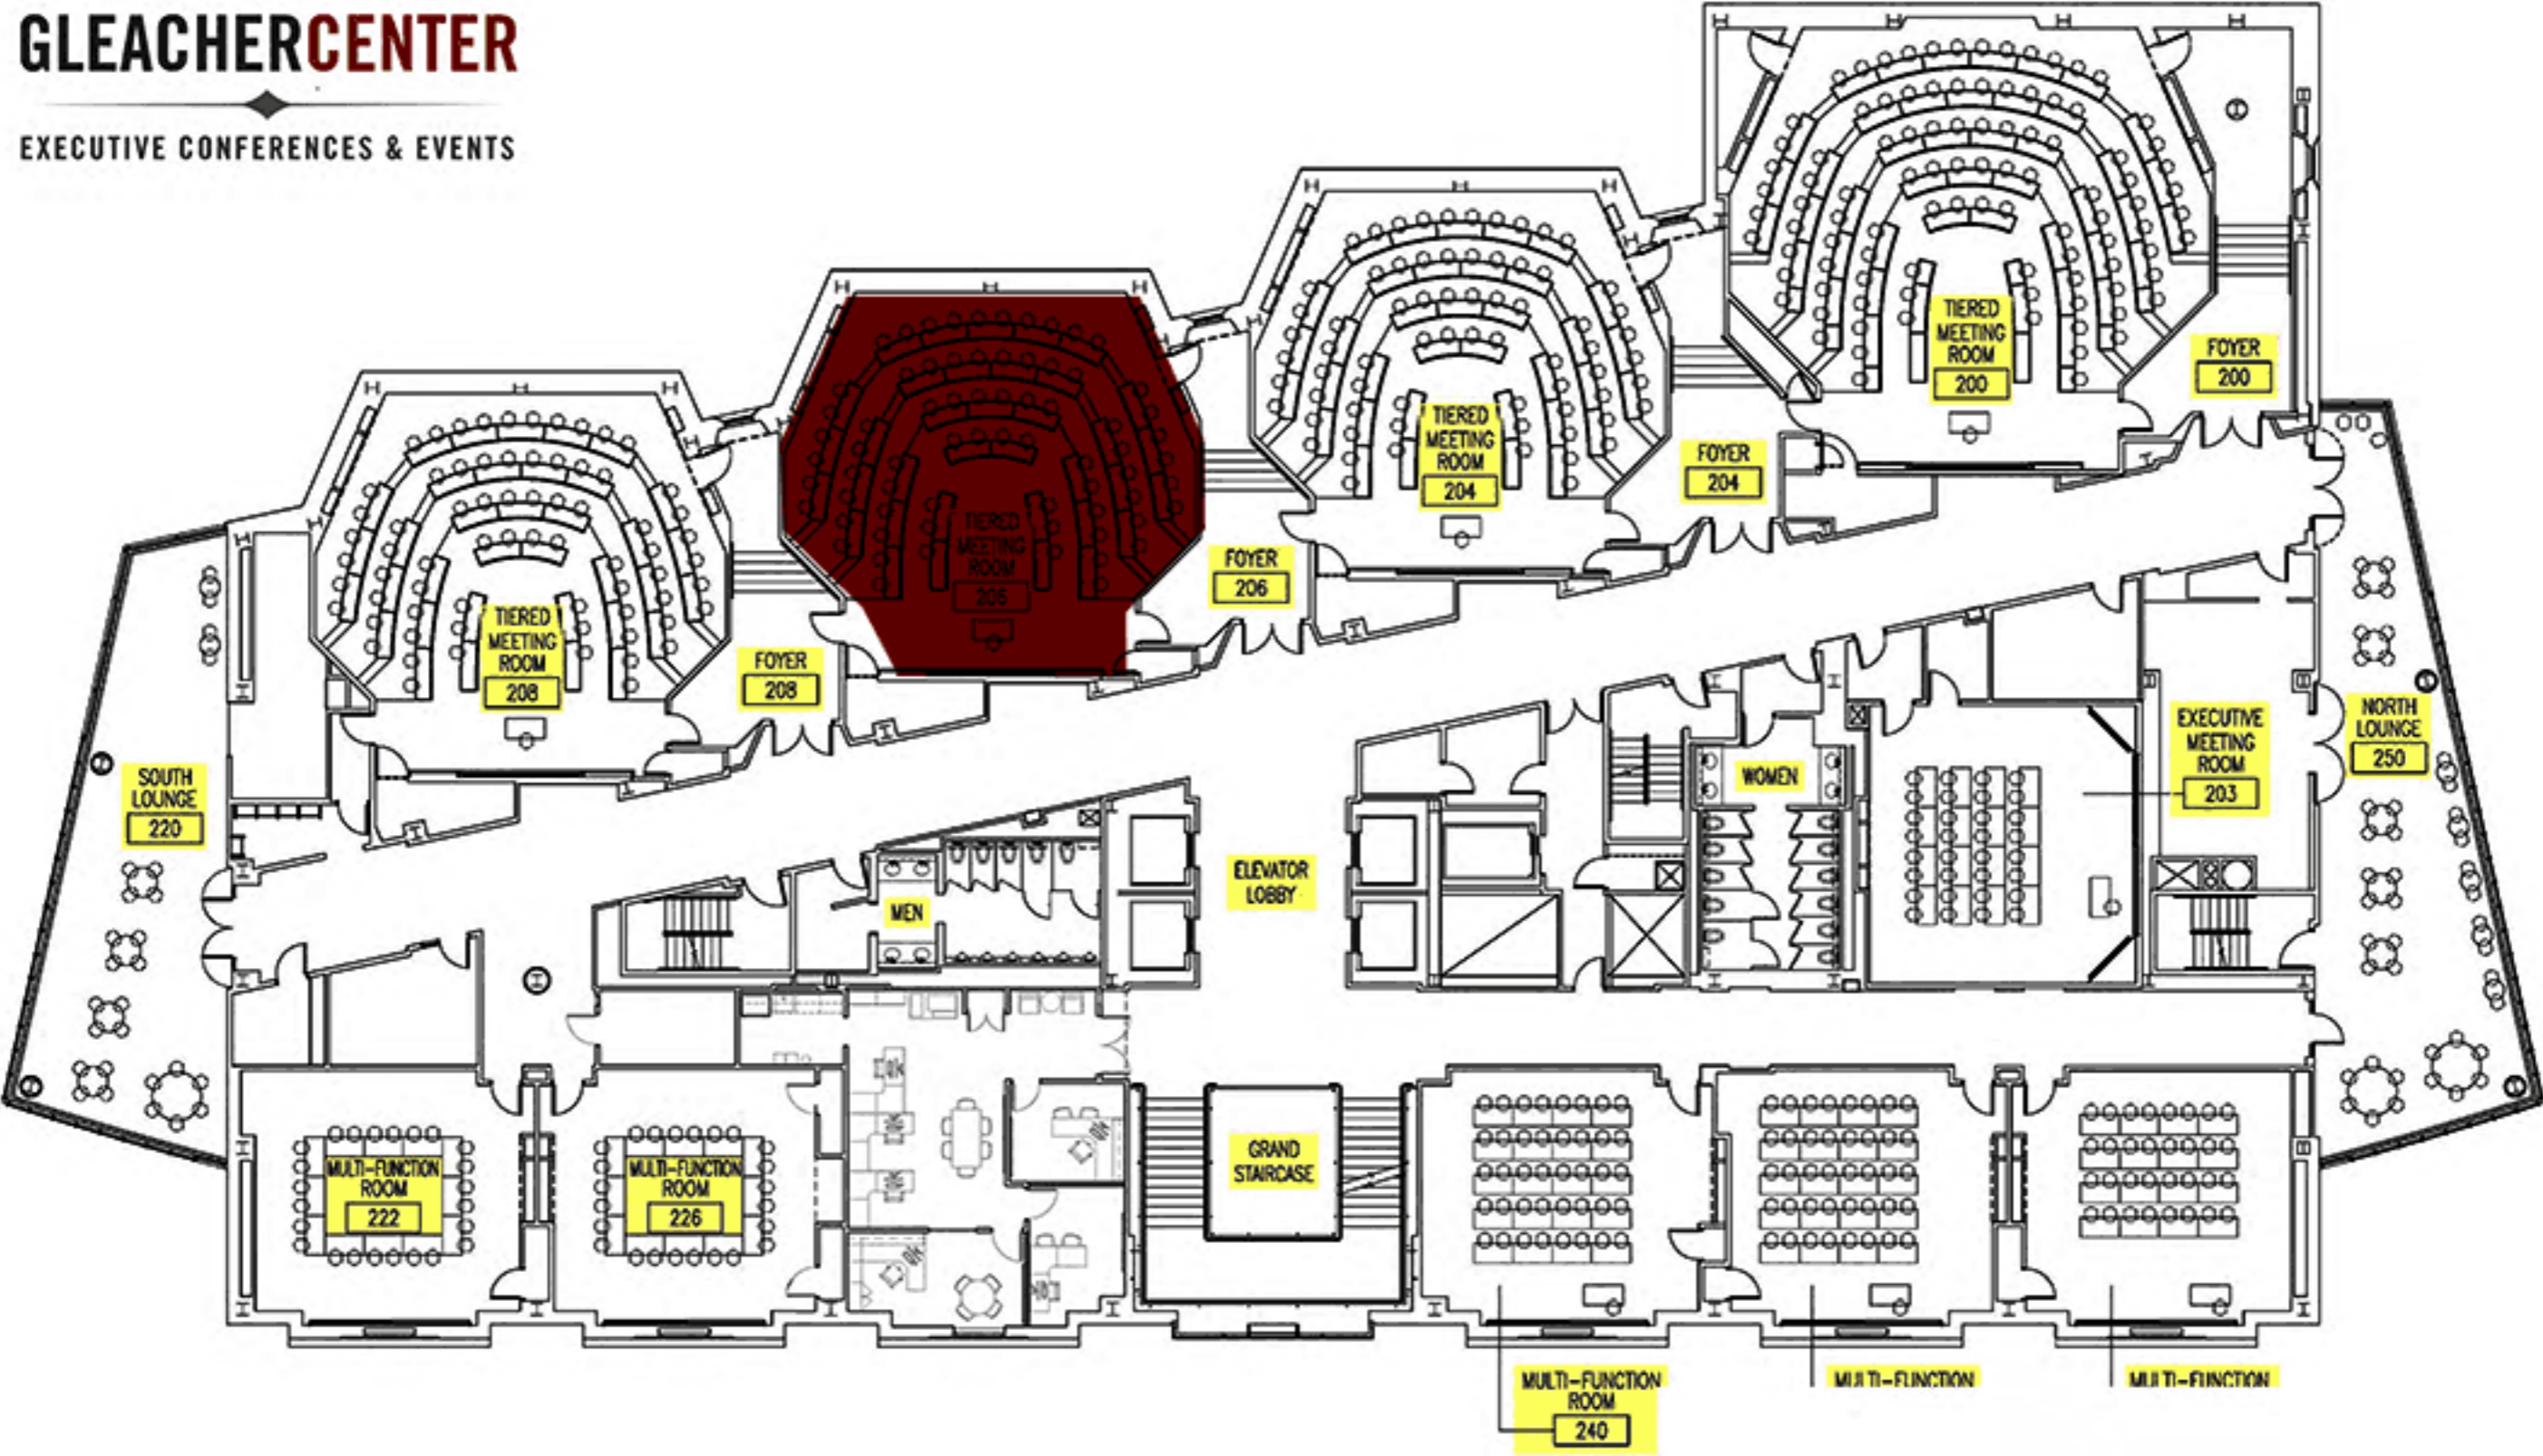 GLEACHERCENTER
EXECUTIVE CONFERENCES & EVENTS
TIERED
MEETING
ROOM
200
FOYER
200
TIERED
MEETING
ROOM
204
FOYER
204
TIERED
MEETING
ROOM
206
FOYER
206
TIERED
MEETING
ROOM
208
FOYER
208
SOUTH
LOUNGE
220
EXECUTIVE
MEETING
ROOM
203
NORTH
LOUNGE
250
WOMEN
MEN
ELEVATOR
LOBBY
MULTI-FUNCTION
ROOM
222
MULTI-FUNCTION
ROOM
226
GRAND
STAIRCASE
MULTI-FUNCTION
ROOM
240
MULTI-FUNCTION
MULTI-FUNCTION